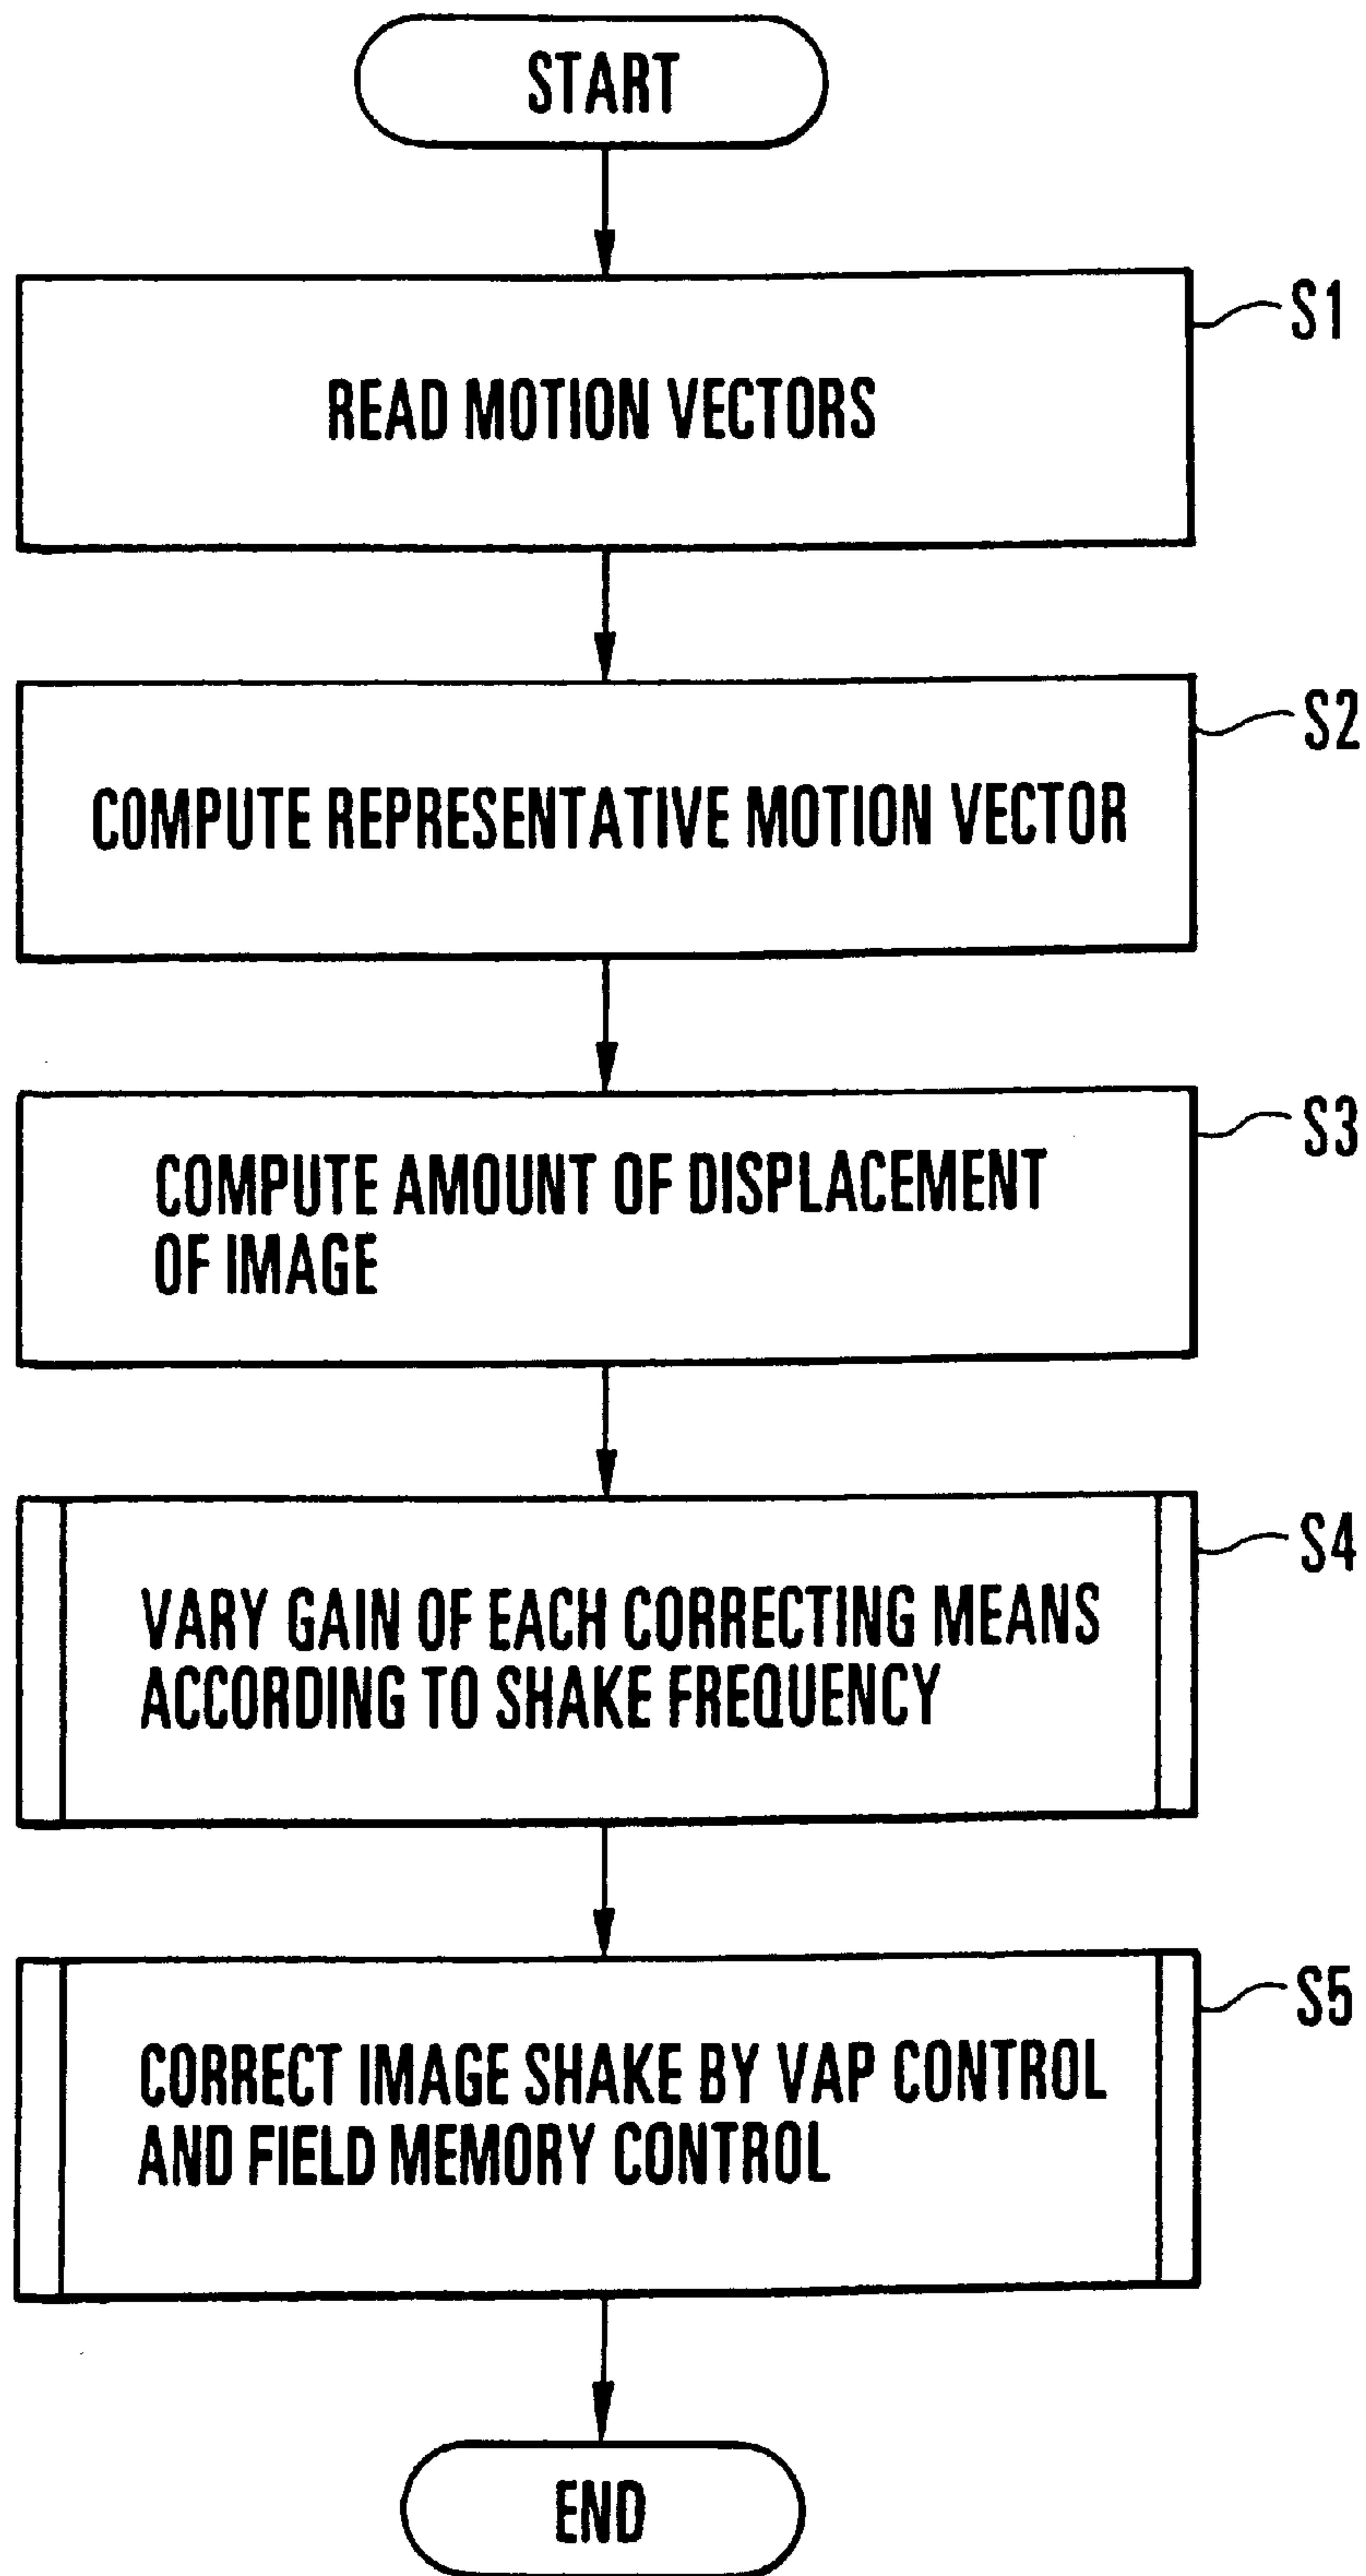 START
S1
READ MOTION VECTORS
S2
COMPUTE REPRESENTATIVE MOTION VECTOR
S3
COMPUTE AMOUNT OF DISPLACEMENT
OF IMAGE
S4
VARY GAIN OF EACH CORRECTING MEANS
ACCORDING TO SHAKE FREQUENCY
S5
CORRECT IMAGE SHAKE BY VAP CONTROL
AND FIELD MEMORY CONTROL
END